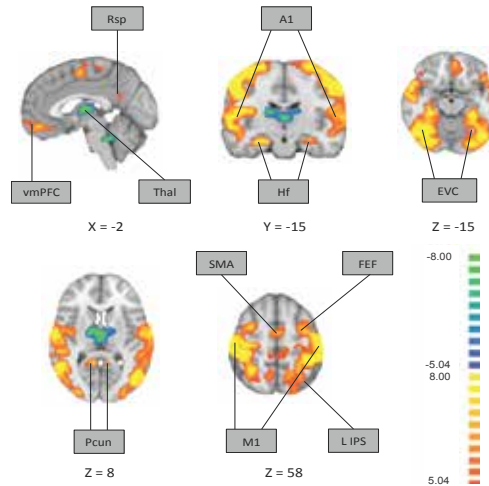 Rsp
A1
vmPFC
Thal
Hf
EVC
X = -2
Y = -15
Z = -15
SMA
FEF
-8.00
-5.04
8.00
5.04
Pcun
M1
L IPS
Z = 8
Z = 58